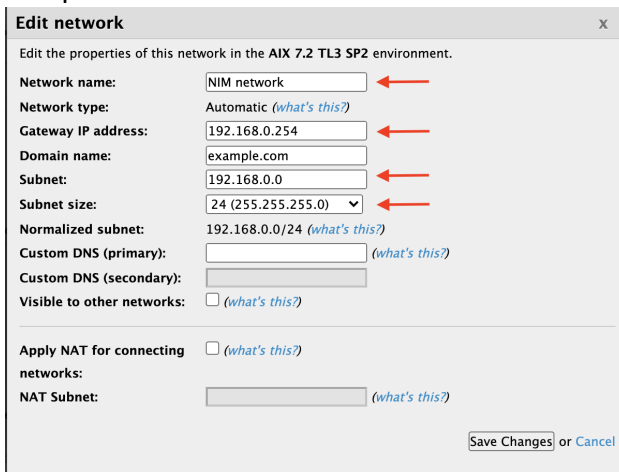 Edit network x
Edit the properties of this network in the AIX 7.2 TL3 SP2 environment.
Network name: NIM network
Network type: Automatic (what's this?)
Gateway IP address: 192.168.0.254
Domain name: example.com
Subnet: 192.168.0.0
Subnet size: 24 (255.255.255.0)
Normalized subnet: 192.168.0.0/24 (what's this?)
Custom DNS (primary): (what's this?)
Custom DNS (secondary):
Visible to other networks: (what's this?)
Apply NAT for connecting (what's this?)
networks:
NAT Subnet: (what's this?)
Save Changes or Cancel